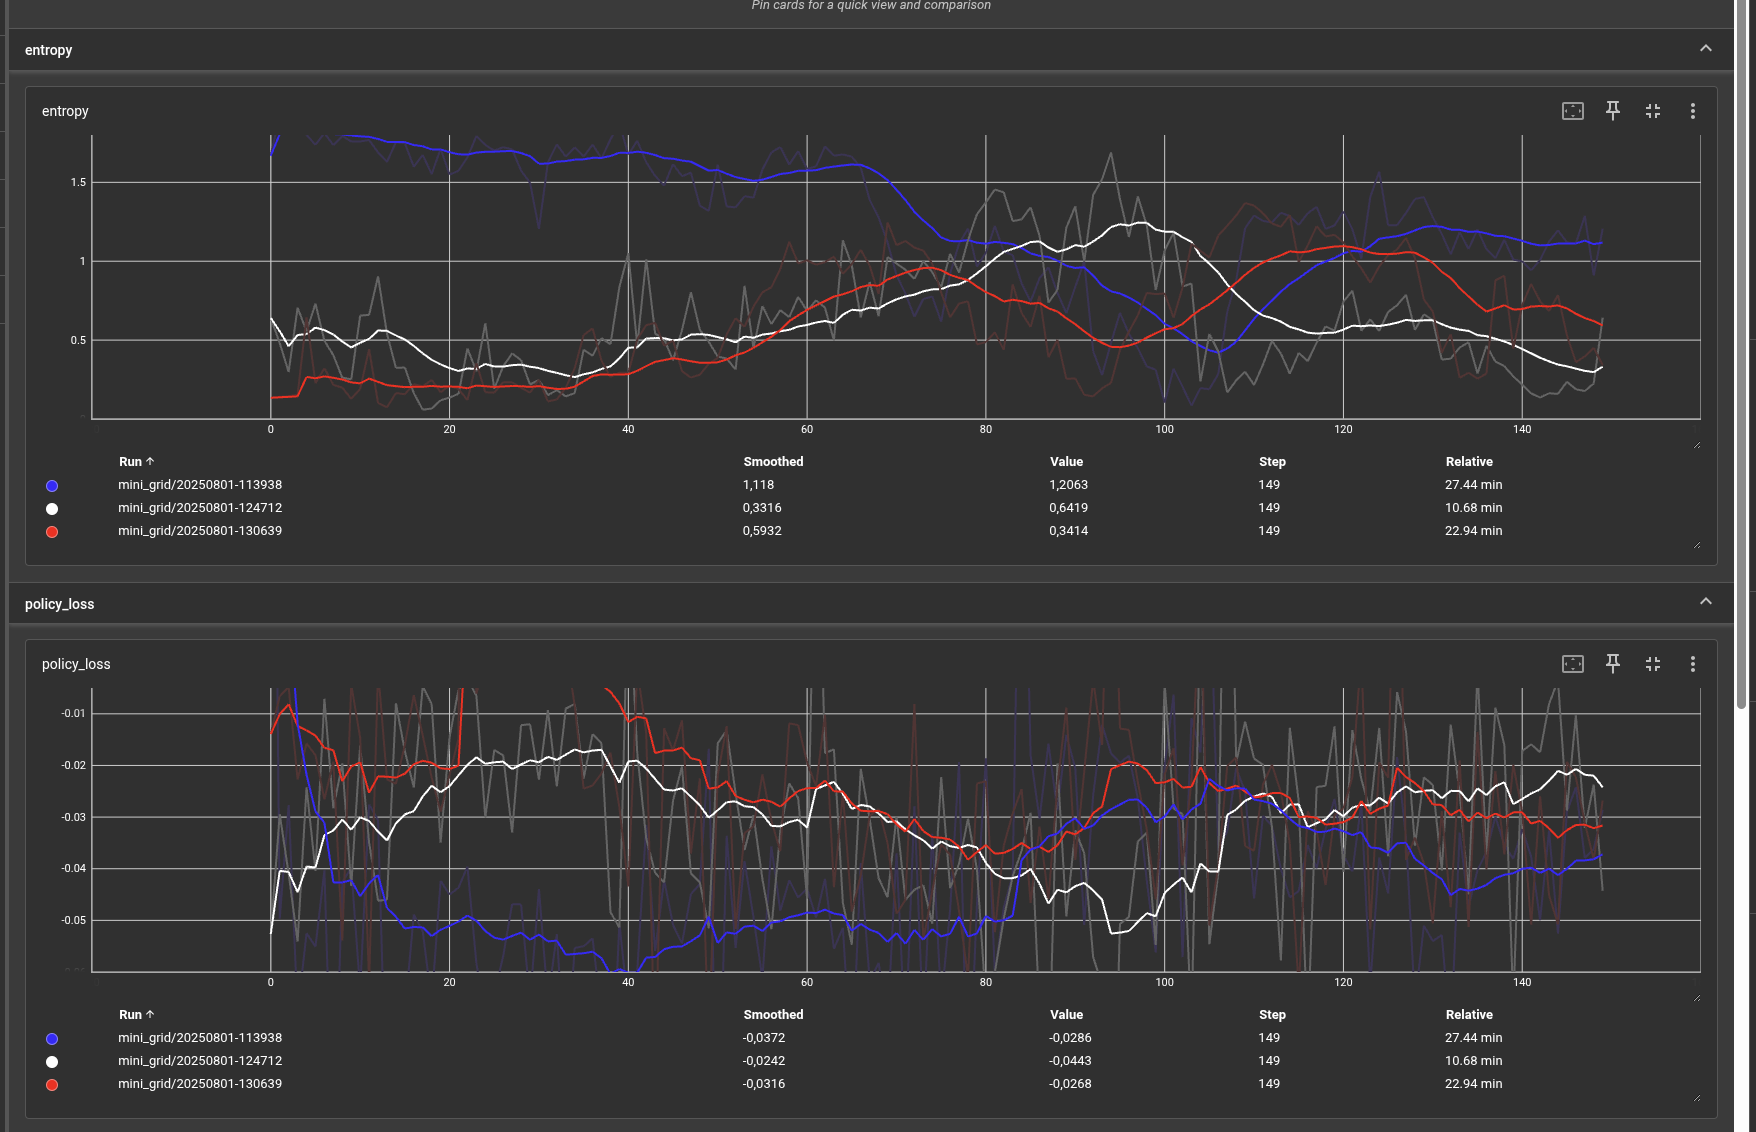 Pin cards for a quick view and comparison
entropy
entropy
1.5
1
0.5
0 20 40 60 80 100 120 140
Run ↑ Smoothed Value Step Relative
mini_grid/20250801-113938 1,118 1,2063 149 27.44 min
mini_grid/20250801-124712 0,3316 0,6419 149 10.68 min
mini_grid/20250801-130639 0,5932 0,3414 149 22.94 min
policy_loss
policy_loss
-0.01
-0.02
-0.03
-0.04
-0.05
0 20 40 60 80 100 120 140
Run ↑ Smoothed Value Step Relative
mini_grid/20250801-113938 -0,0372 -0,0286 149 27.44 min
mini_grid/20250801-124712 -0,0242 -0,0443 149 10.68 min
mini_grid/20250801-130639 -0,0316 -0,0268 149 22.94 min